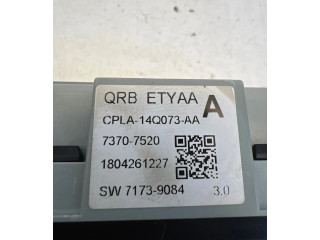 QRB ETYAA A
CPLA-14Q073-AA
7370-7520
1804261227
SW 7173-9084 3.0